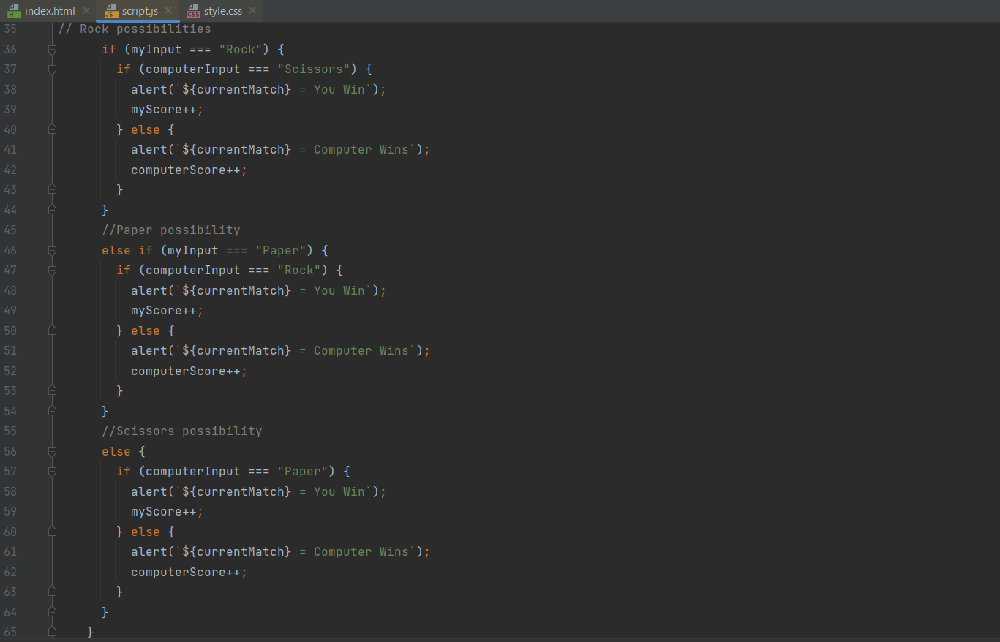 index.html script.js style.css
35 // Rock possibilities
36 if (myInput === "Rock") {
37 if (computerInput === "Scissors") {
38 alert(`${currentMatch} = You Win`);
39 myScore++;
40 } else {
41 alert(`${currentMatch} = Computer Wins`);
42 computerScore++;
43 }
44 }
45 //Paper possibility
46 else if (myInput === "Paper") {
47 if (computerInput === "Rock") {
48 alert(`${currentMatch} = You Win`);
49 myScore++;
50 } else {
51 alert(`${currentMatch} = Computer Wins`);
52 computerScore++;
53 }
54 }
55 //Scissors possibility
56 else {
57 if (computerInput === "Paper") {
58 alert(`${currentMatch} = You Win`);
59 myScore++;
60 } else {
61 alert(`${currentMatch} = Computer Wins`);
62 computerScore++;
63 }
64 }
65 }